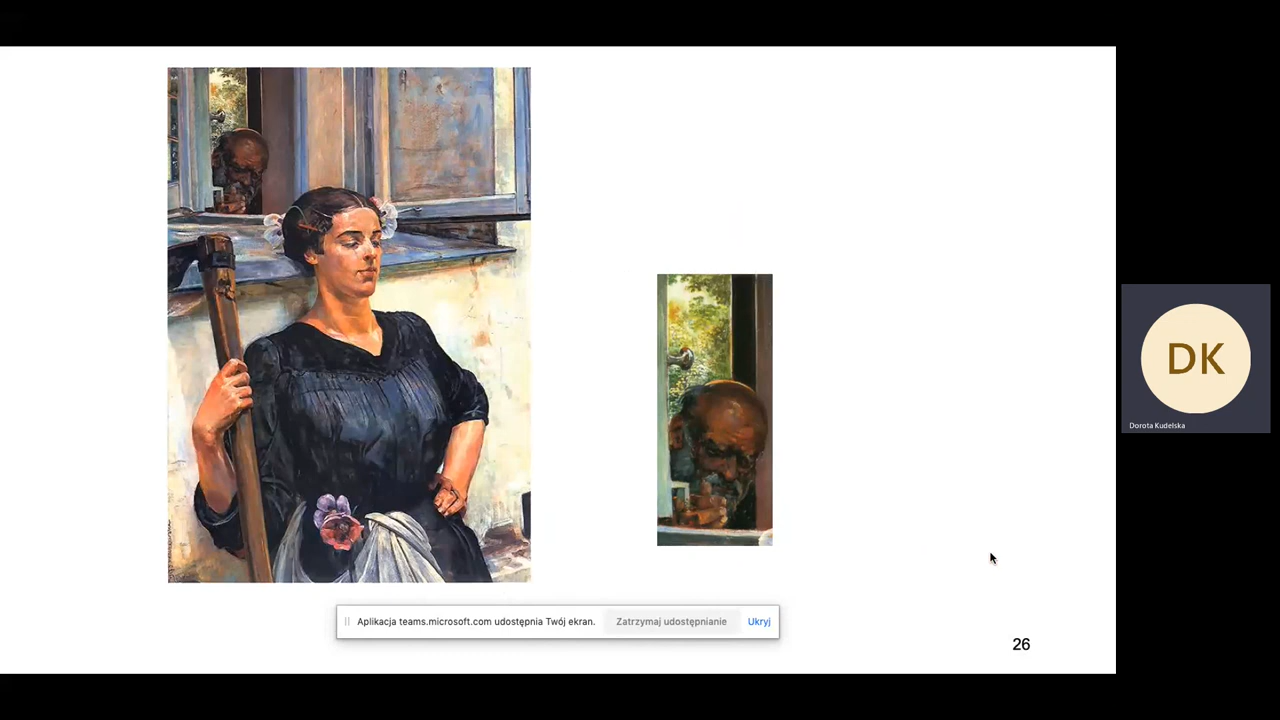 DK
Dorota Kudelska
Aplikacja teams.microsoft.com udostępnia Twój ekran.
Zatrzymaj udostępnianie
Ukryj
26